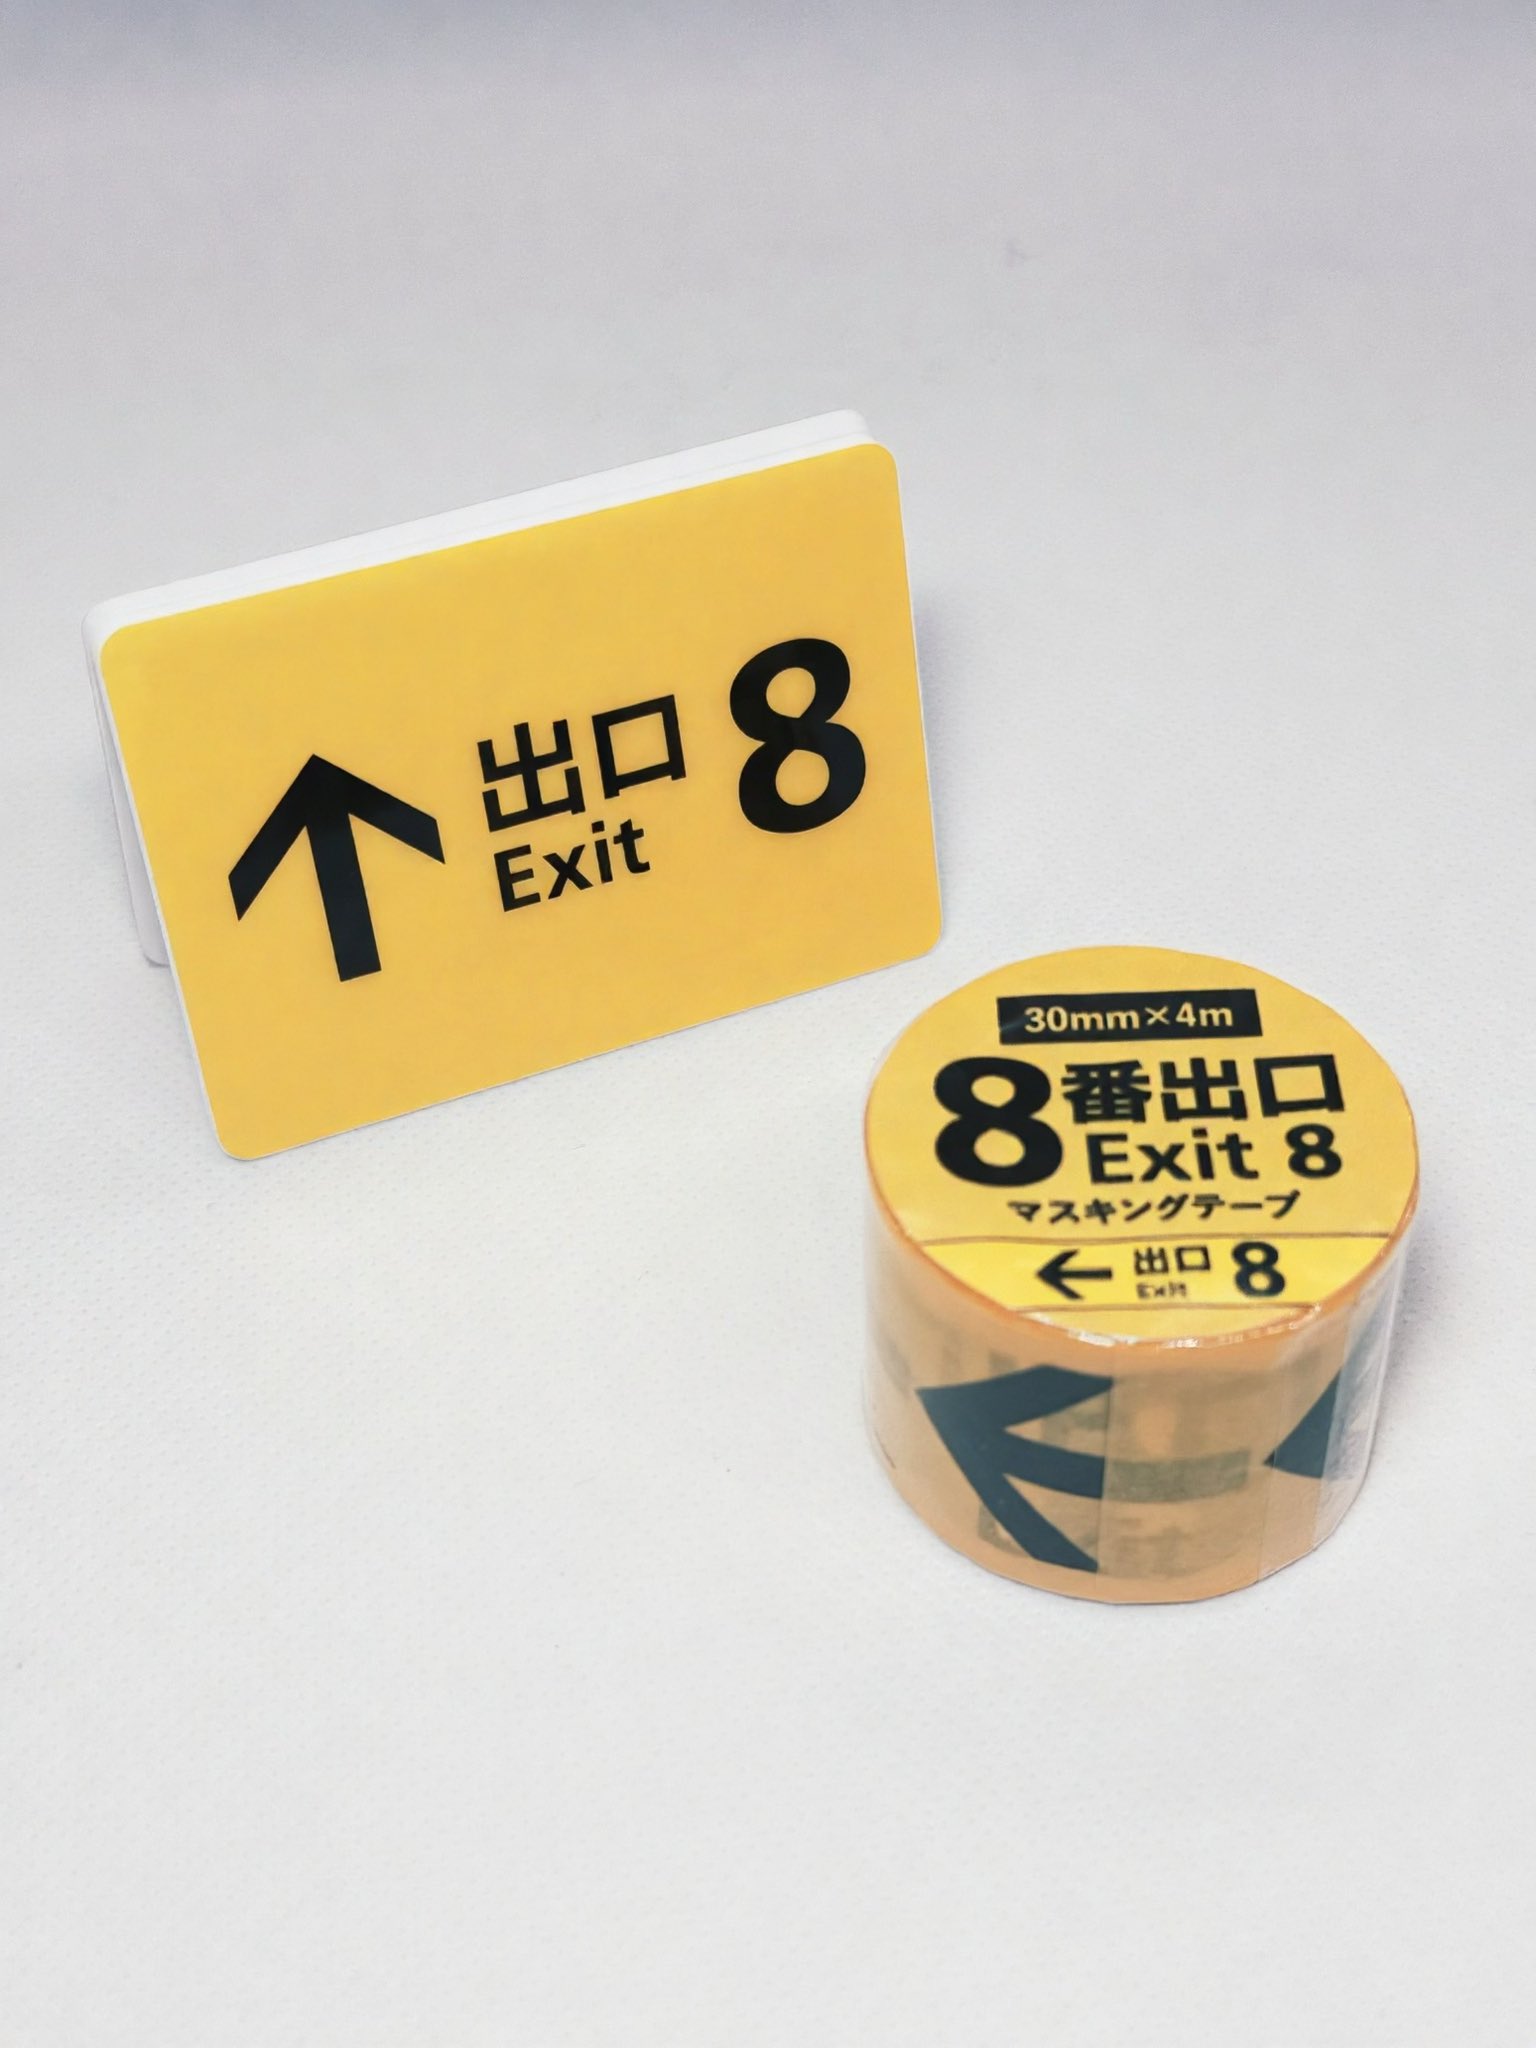 ↑ 出口 8
Exit
30mm×4m
8番出口
Exit 8
マスキングテープ
← 出口 8
Exit